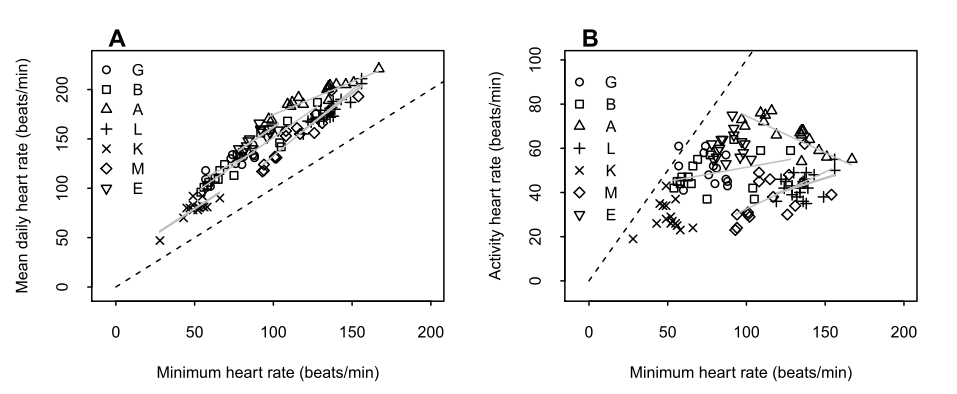 A
Mean daily heart rate (beats/min)
200
150
100
50
0
G
B
A
L
K
M
E
0 50 100 150 200
Minimum heart rate (beats/min)
B
Activity heart rate (beats/min)
100
80
60
40
20
0
G
B
A
L
K
M
E
0 50 100 150 200
Minimum heart rate (beats/min)